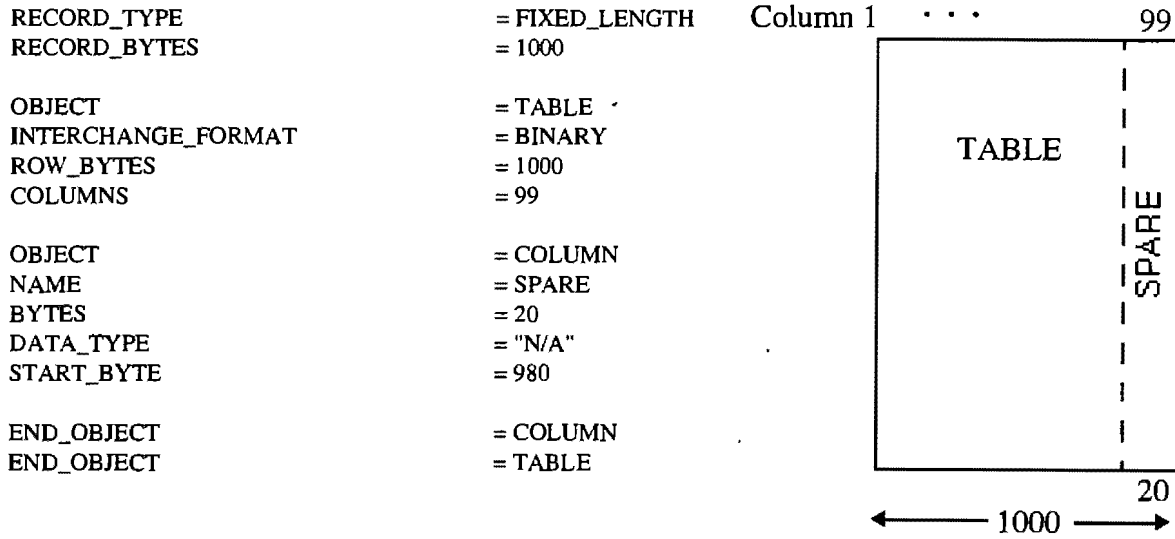 RECORD_TYPE = FIXED_LENGTH
RECORD_BYTES = 1000
OBJECT = TABLE
INTERCHANGE_FORMAT = BINARY
ROW_BYTES = 1000
COLUMNS = 99
OBJECT = COLUMN
NAME = SPARE
BYTES = 20
DATA_TYPE = "N/A"
START_BYTE = 980
END_OBJECT = COLUMN
END_OBJECT = TABLE
Column 1 . . . 99
TABLE
SPARE
20
1000